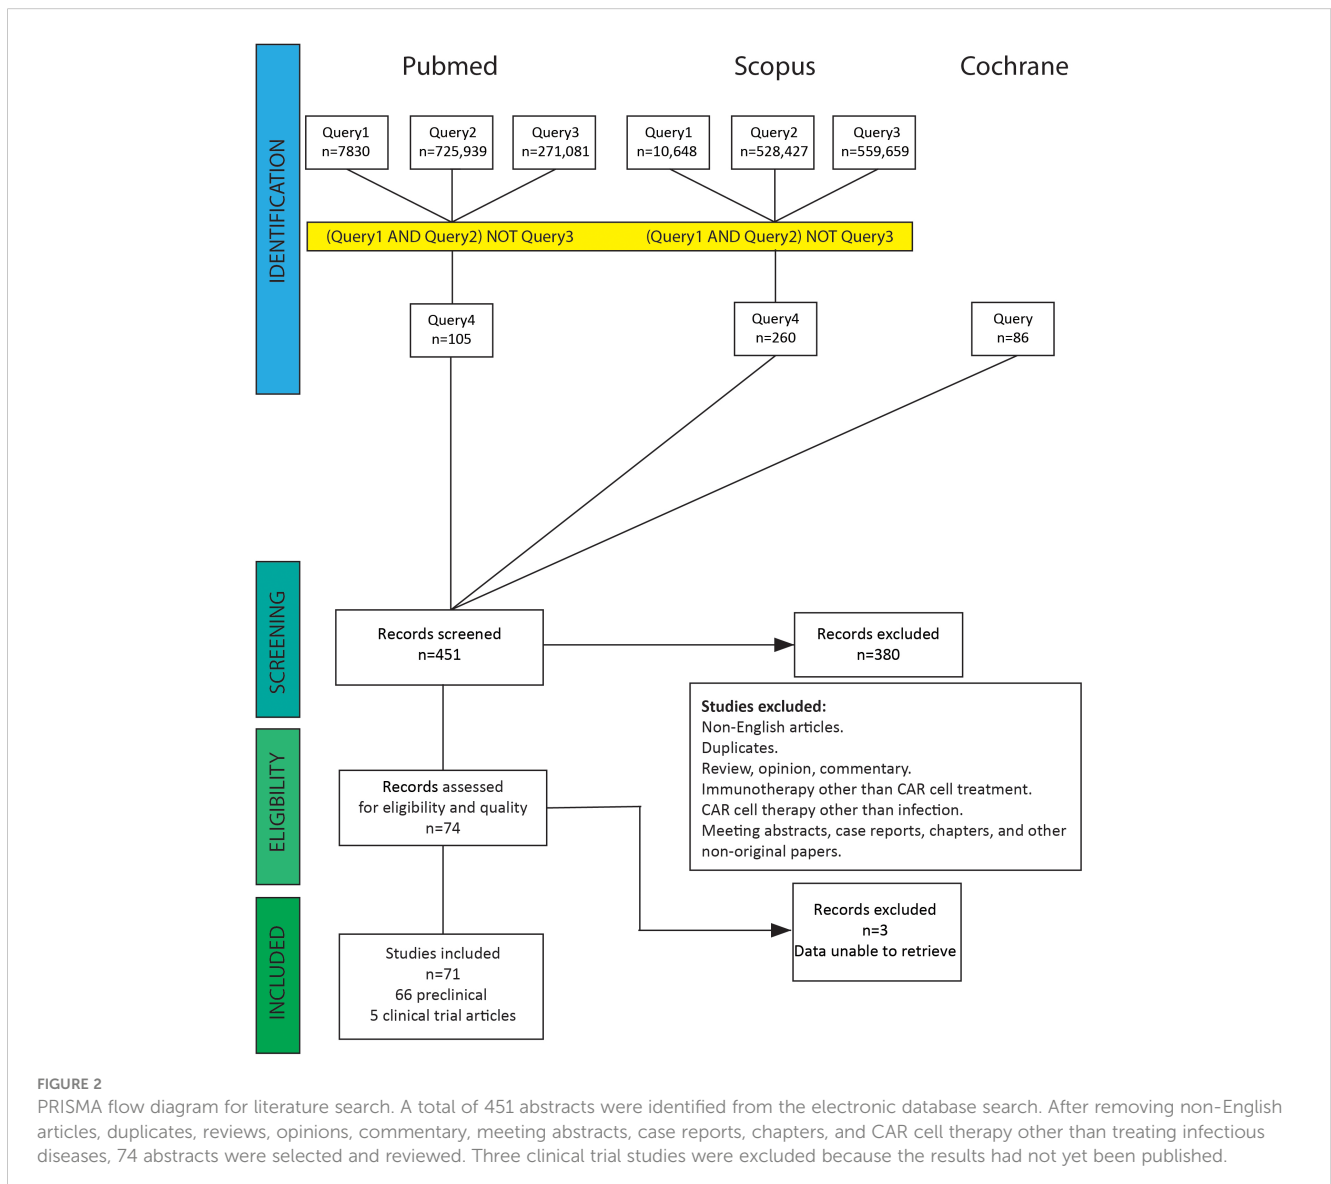 IDENTIFICATION
Pubmed
Scopus
Cochrane
Query1
n=7830
Query2
n=725,939
Query3
n=271,081
Query1
n=10,648
Query2
n=528,427
Query3
n=559,659
(Query1 AND Query2) NOT Query3
(Query1 AND Query2) NOT Query3
Query4
n=105
Query4
n=260
Query
n=86
SCREENING
Records screened
n=451
Records excluded
n=380
Studies excluded:
Non-English articles.
Duplicates.
Review, opinion, commentary.
Immunotherapy other than CAR cell treatment.
CAR cell therapy other than infection.
Meeting abstracts, case reports, chapters, and other
non-original papers.
ELIGIBILITY
Records assessed
for eligibility and quality
n=74
Records excluded
n=3
Data unable to retrieve
INCLUDED
Studies included
n=71
66 preclinical
5 clinical trial articles
FIGURE 2
PRISMA flow diagram for literature search. A total of 451 abstracts were identified from the electronic database search. After removing non-English
articles, duplicates, reviews, opinions, commentary, meeting abstracts, case reports, chapters, and CAR cell therapy other than treating infectious
diseases, 74 abstracts were selected and reviewed. Three clinical trial studies were excluded because the results had not yet been published.